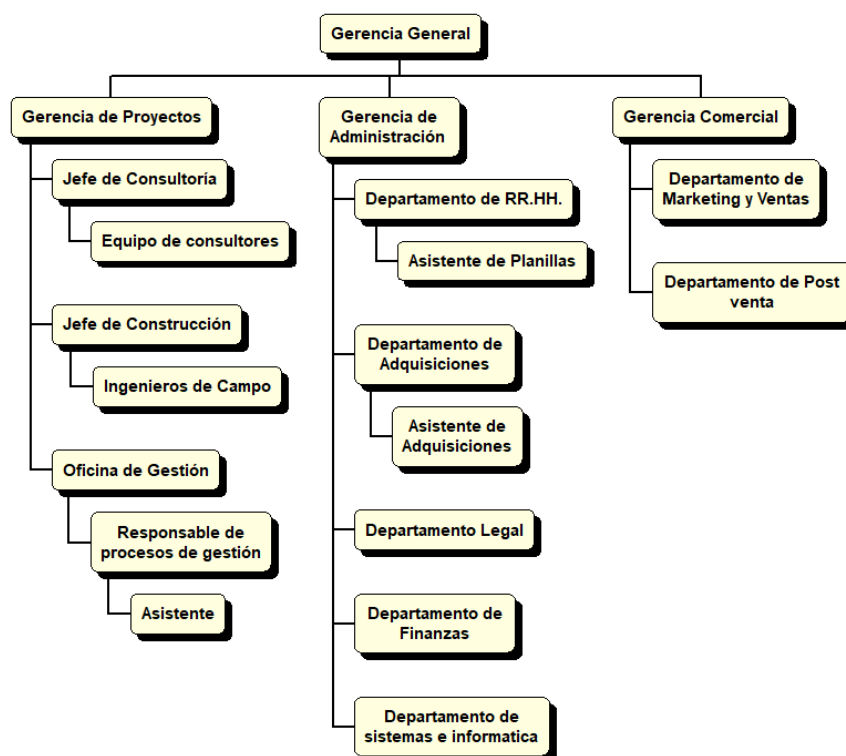 Gerencia General
Gerencia de Proyectos
Jefe de Consultoría
Equipo de consultores
Jefe de Construcción
Ingenieros de Campo
Oficina de Gestión
Responsable de
procesos de gestión
Asistente
Gerencia de
Administración
Departamento de RR.HH.
Asistente de Planillas
Departamento de
Adquisiciones
Asistente de
Adquisiciones
Departamento Legal
Departamento de
Finanzas
Departamento de
sistemas e informatica
Gerencia Comercial
Departamento de
Marketing y Ventas
Departamento de Post
venta